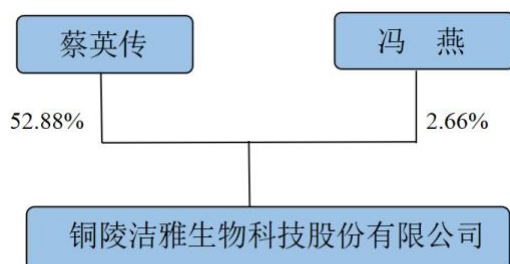 蔡英传
冯 燕
52.88%
2.66%
铜陵洁雅生物科技股份有限公司